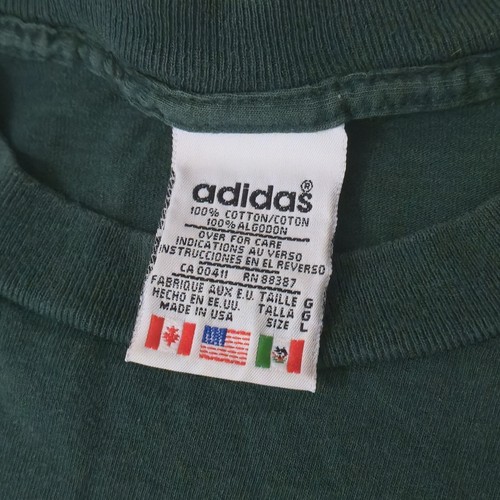 adidas®
100% COTTON/COTON
100% ALGODON
OVER FOR CARE
INDICATIONS AU VERSO
INSTRUCCIONES EN EL REVERSO
CA 00411 RN 88387
FABRIQUE AUX E.U. TAILLE G
HECHO EN EE.UU. TALLA G
MADE IN USA SIZE L